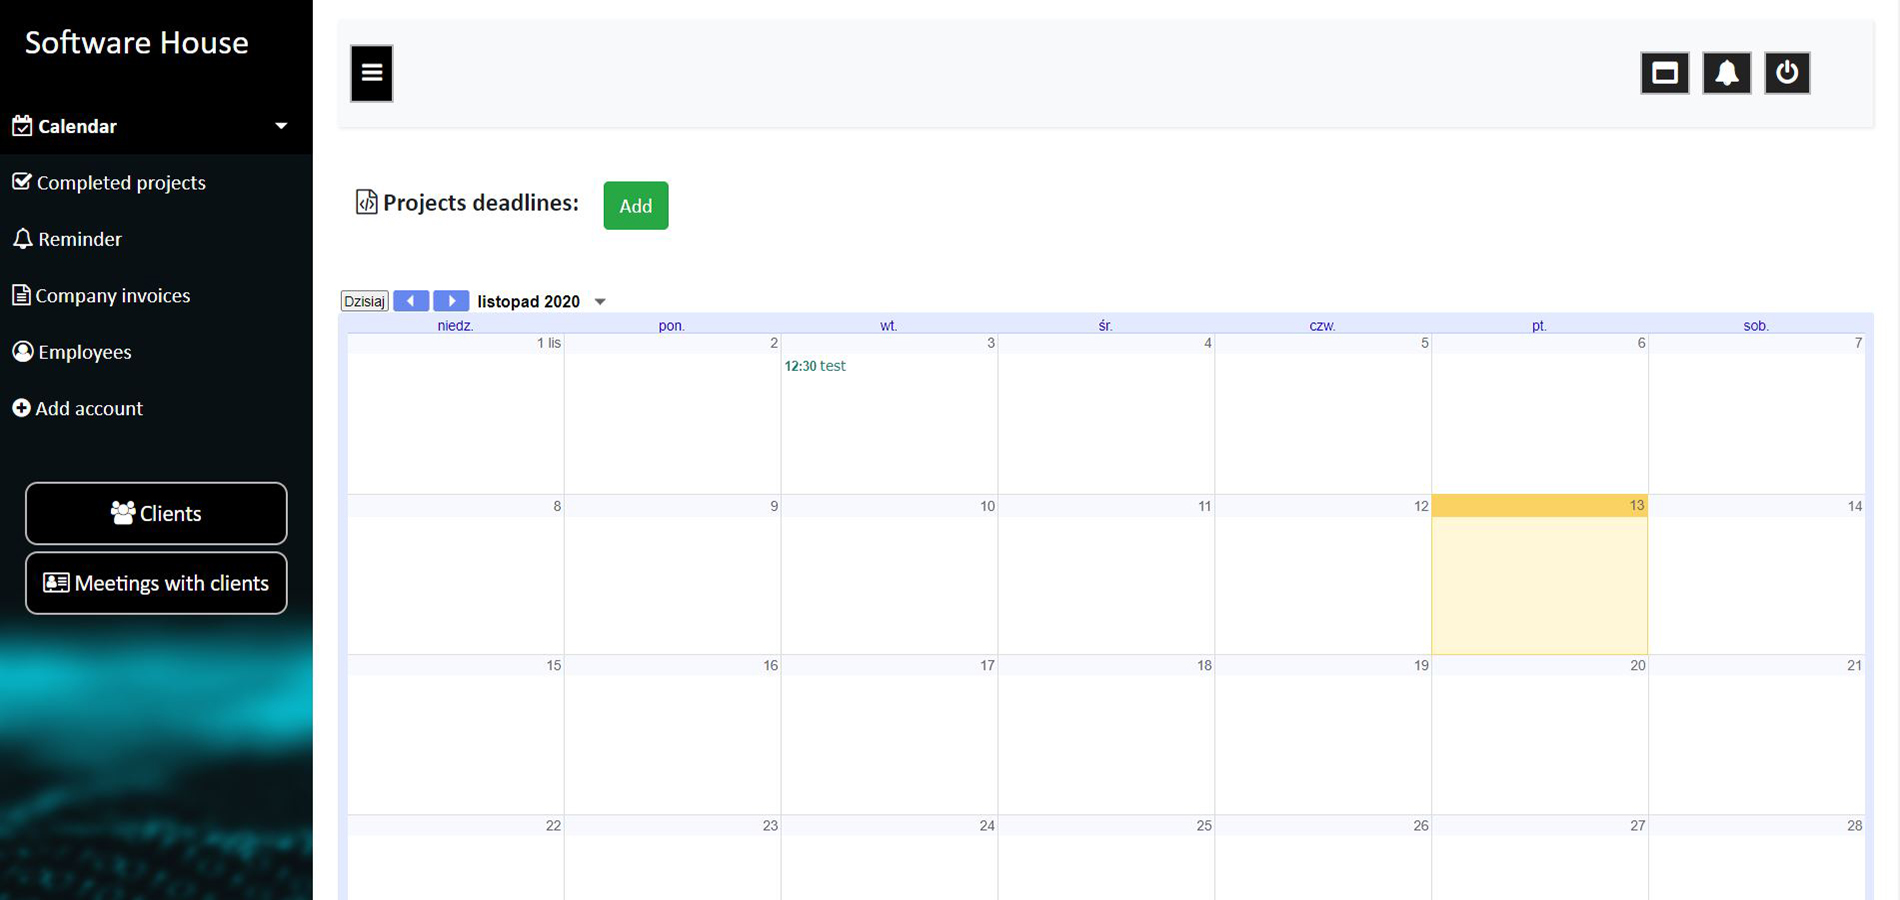 Software House
Calendar
Completed projects
Reminder
Company invoices
Employees
Add account
Clients
Meetings with clients
Projects deadlines:
Add
Dzisiaj
listopad 2020
niedz. pon. wt. śr. czw. pt. sob.
1 lis 2 3 4 5 6 7
12:30 test
8 9 10 11 12 13 14
15 16 17 18 19 20 21
22 23 24 25 26 27 28